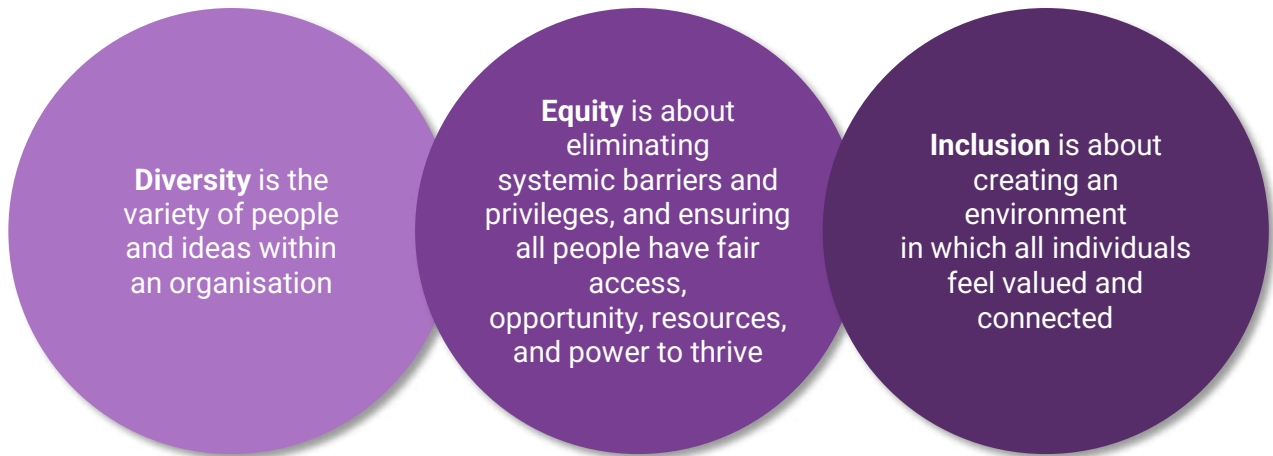 Diversity is the
variety of people
and ideas within
an organisation
Equity is about
eliminating
systemic barriers and
privileges, and ensuring
all people have fair
access,
opportunity, resources,
and power to thrive
Inclusion is about
creating an
environment
in which all individuals
feel valued and
connected